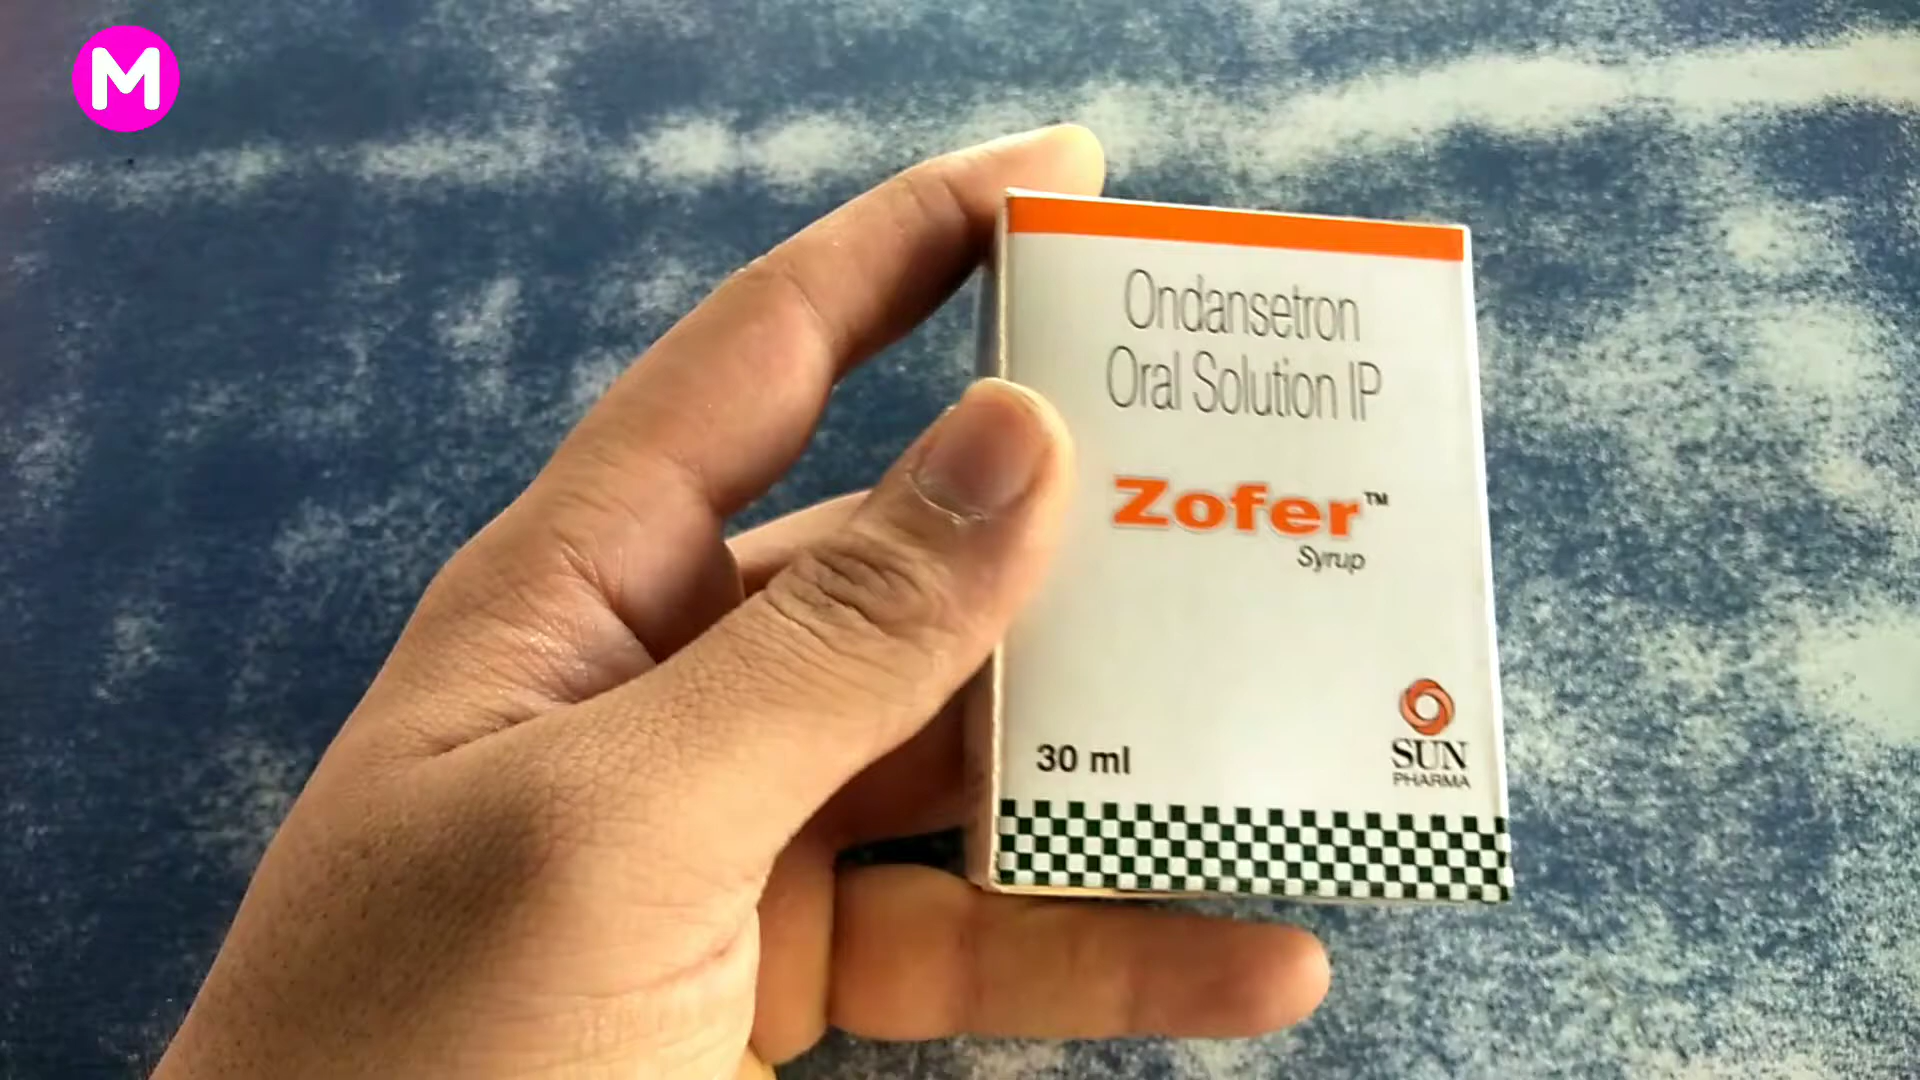 M
Ondansetron
Oral Solution IP
Zofer™
Syrup
30 ml
SUN
PHARMA